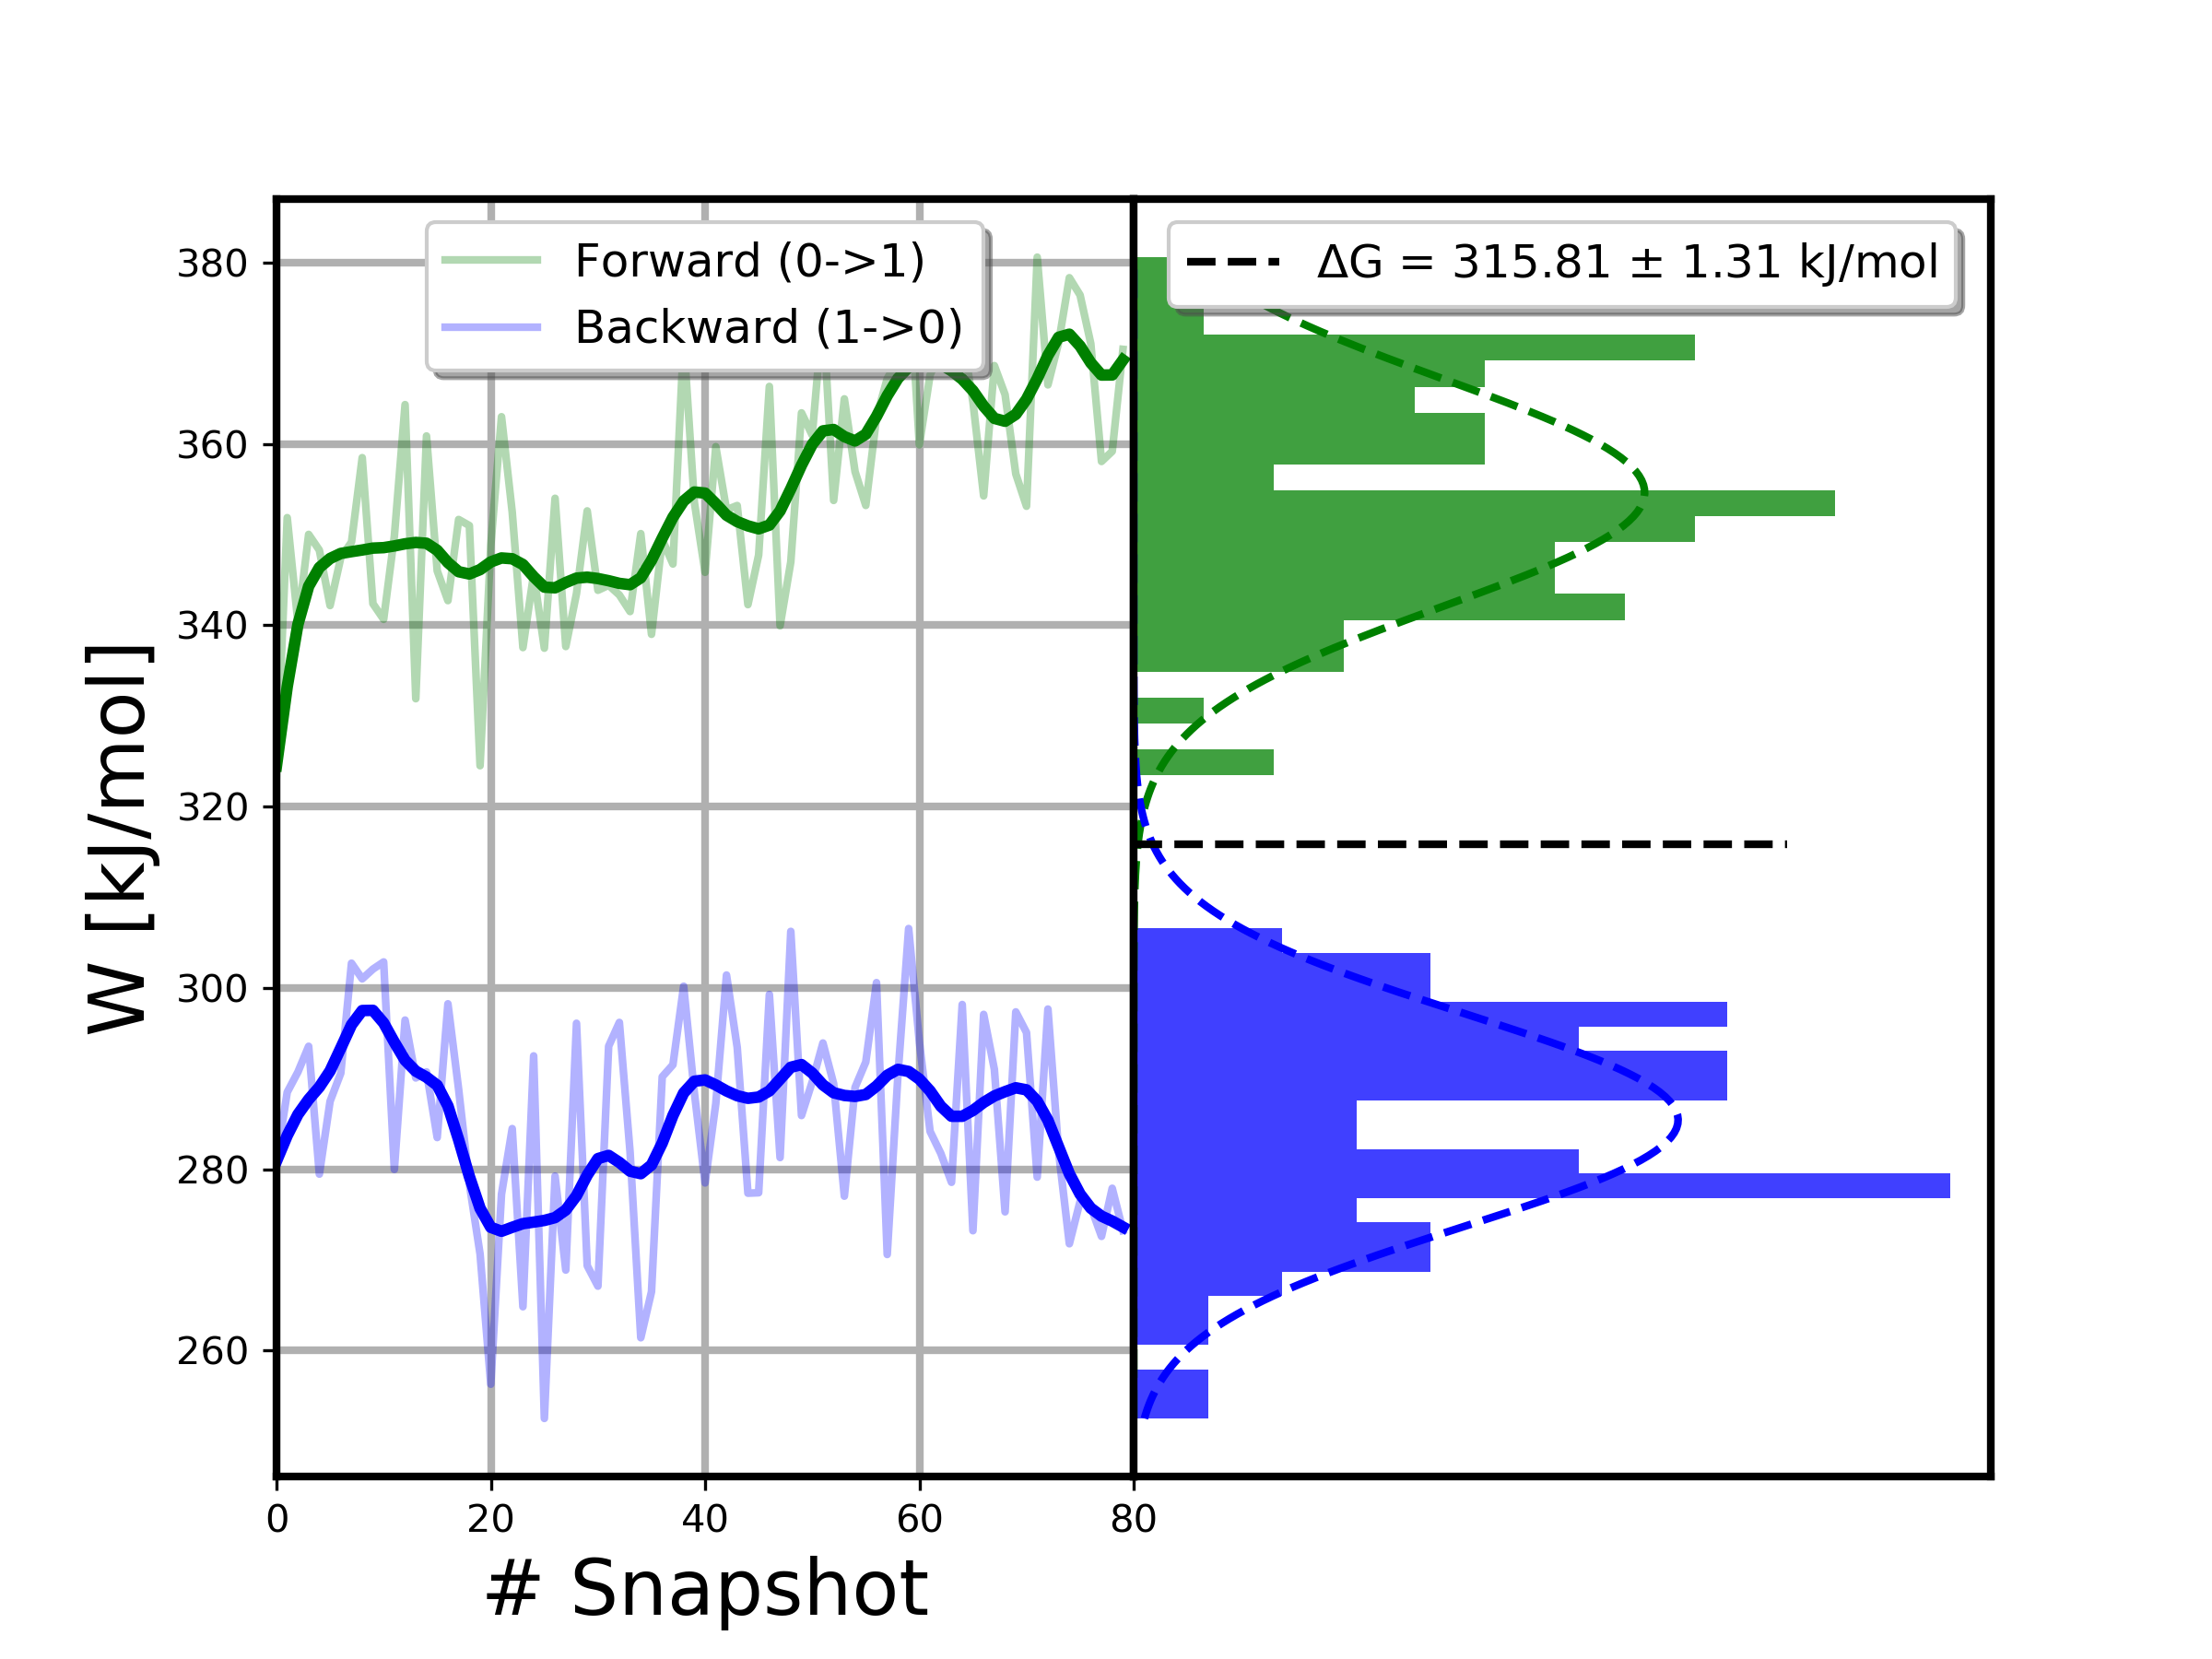 Forward (0->1)
Backward (1->0)
ΔG = 315.81 ± 1.31 kJ/mol
W [kJ/mol]
380
360
340
320
300
280
260
0 20 40 60 80
# Snapshot